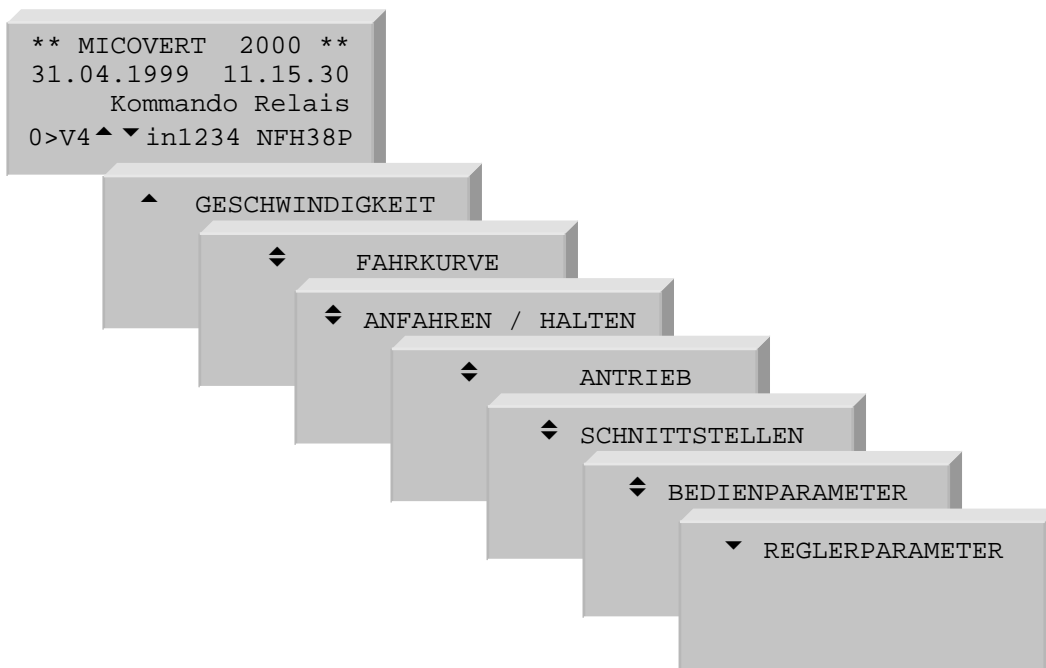 ** MICOVERT 2000 **
31.04.1999 11.15.30
Kommando Relais
0>V4▲▼in1234 NFH38P
GESCHWINDIGKEIT
FAHRKURVE
ANFAHREN / HALTEN
ANTRIEB
SCHNITTSTELLEN
BEDIENPARAMETER
REGLERPARAMETER